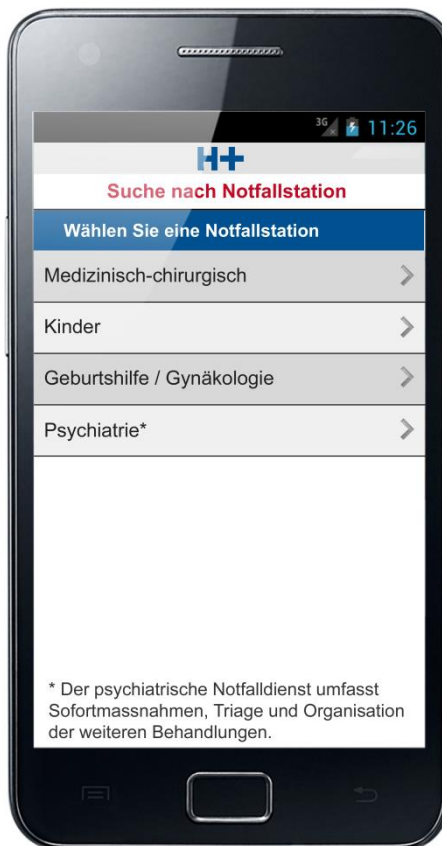 3G
11:26
H+
Suche nach Notfallstation
Wählen Sie eine Notfallstation
Medizinisch-chirurgisch
Kinder
Geburtshilfe / Gynäkologie
Psychiatrie*
* Der psychiatrische Notfalldienst umfasst
Sofortmassnahmen, Triage und Organisation
der weiteren Behandlungen.